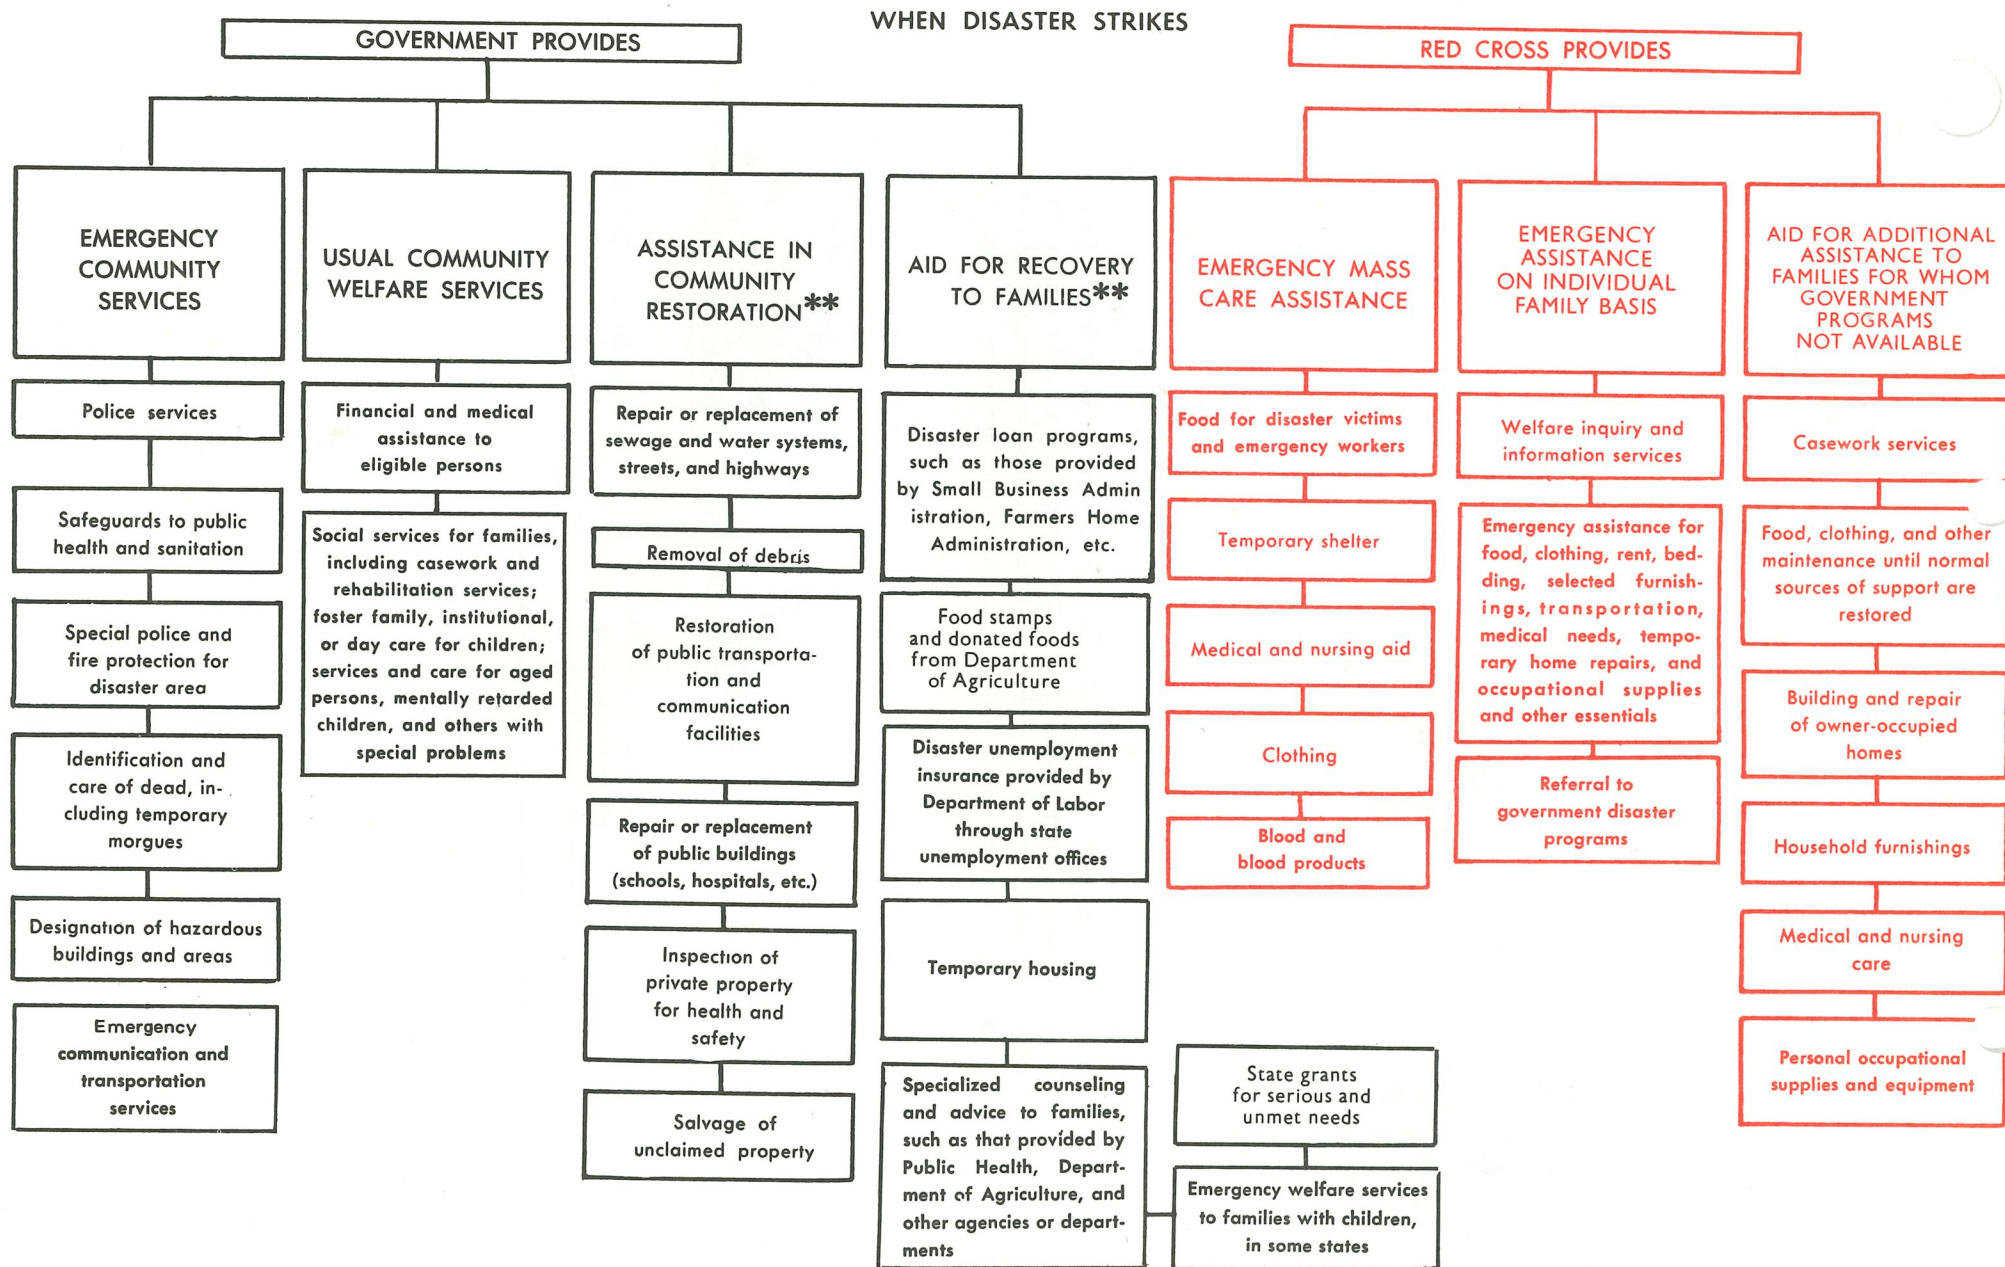 WHEN DISASTER STRIKES
GOVERNMENT PROVIDES
EMERGENCY
COMMUNITY
SERVICES
Police services
Safeguards to public
health and sanitation
Special police and
fire protection for
disaster area
Identification and
care of dead, in-
cluding temporary
morgues
Designation of hazardous
buildings and areas
Emergency
communication and
transportation
services
USUAL COMMUNITY
WELFARE SERVICES
Financial and medical
assistance to
eligible persons
Social services for families,
including casework and
rehabilitation services;
foster family, institutional,
or day care for children;
services and care for aged
persons, mentally retarded
children, and others with
special problems
ASSISTANCE IN
COMMUNITY
RESTORATION**
Repair or replacement of
sewage and water systems,
streets, and highways
Removal of debris
Restoration
of public transporta-
tion and
communication
facilities
Repair or replacement
of public buildings
(schools, hospitals, etc.)
Inspection of
private property
for health and
safety
Salvage of
unclaimed property
AID FOR RECOVERY
TO FAMILIES**
Disaster loan programs,
such as those provided
by Small Business Admin
istration, Farmers Home
Administration, etc.
Food stamps
and donated foods
from Department
of Agriculture
Disaster unemployment
insurance provided by
Department of Labor
through state
unemployment offices
Temporary housing
Specialized counseling
and advice to families,
such as that provided by
Public Health, Depart-
ment of Agriculture, and
other agencies or depart-
ments
State grants
for serious and
unmet needs
Emergency welfare services
to families with children,
in some states
RED CROSS PROVIDES
EMERGENCY MASS
CARE ASSISTANCE
Food for disaster victims
and emergency workers
Temporary shelter
Medical and nursing aid
Clothing
Blood and
blood products
EMERGENCY
ASSISTANCE
ON INDIVIDUAL
FAMILY BASIS
Welfare inquiry and
information services
Emergency assistance for
food, clothing, rent, bed-
ding, selected furnish-
ings, transportation,
medical needs, tempo-
rary home repairs, and
occupational supplies
and other essentials
Referral to
government disaster
programs
AID FOR ADDITIONAL
ASSISTANCE TO
FAMILIES FOR WHOM
GOVERNMENT
PROGRAMS
NOT AVAILABLE
Casework services
Food, clothing, and other
maintenance until normal
sources of support are
restored
Building and repair
of owner-occupied
homes
Household furnishings
Medical and nursing
care
Personal occupational
supplies and equipment